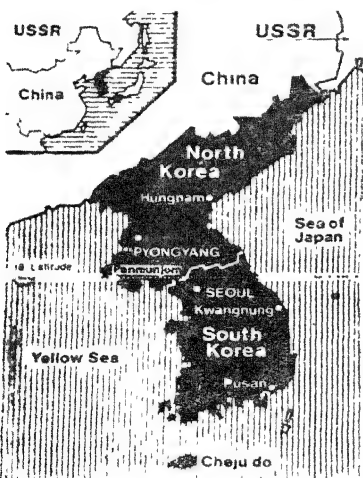 USSR
China
USSR
China
North
Korea
Hungnam
Sea of
Japan
PYONGYANG
Latitude
Panmunjom
SEOUL
Kwangnung
South
Korea
Yellow Sea
Pusan
Cheju do